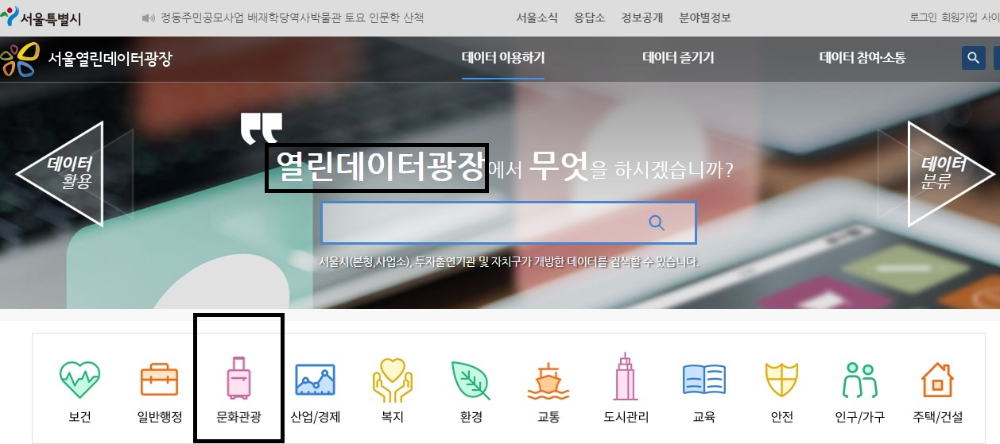 서울특별시 정동주민공모사업 배재학당역사박물관 토요 인문학 산책 서울소식 응답소 정보공개 분야별정보 로그인 회원가입 사이
서울열린데이터광장 데이터 이용하기 데이터 즐기기 데이터 참여·소통
데이터
활용
열린데이터광장에서 무엇을 하시겠습니까?
데이터
분류
서울시(본청,사업소), 투자출연기관 및 자치구가 개방한 데이터를 검색할 수 있습니다.
보건 일반행정 문화관광 산업/경제 복지 환경 교통 도시관리 교육 안전 인구/가구 주택/건설